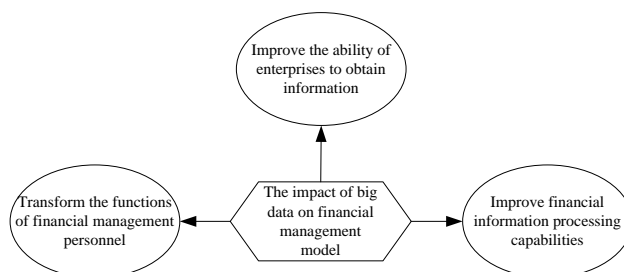 Improve the ability of
enterprises to obtain
information
Transform the functions
of financial management
personnel
The impact of big
data on financial
management
model
Improve financial
information processing
capabilities